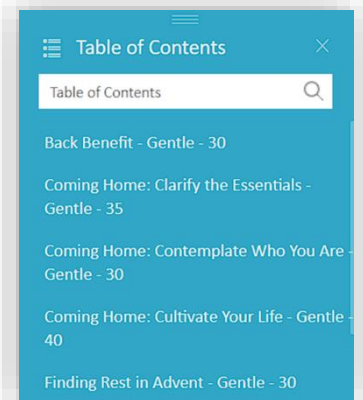 Table of Contents
Table of Contents
Back Benefit - Gentle - 30
Coming Home: Clarify the Essentials -
Gentle - 35
Coming Home: Contemplate Who You Are -
Gentle - 30
Coming Home: Cultivate Your Life - Gentle -
40
Finding Rest in Advent - Gentle - 30